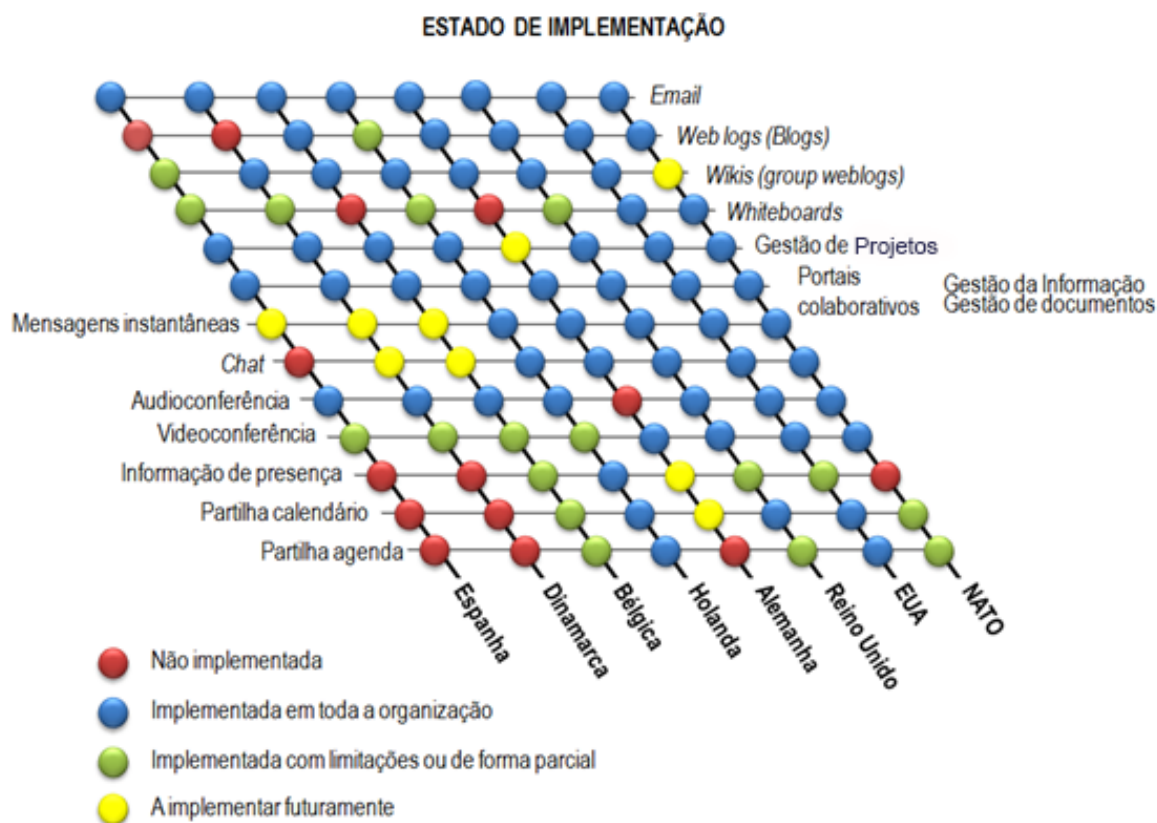 ESTADO DE IMPLEMENTAÇÃO
Email
Web logs (Blogs)
Wikis (group weblogs)
Whiteboards
Gestão de Projetos
Portais
colaborativos
Gestão da Informação
Gestão de documentos
Mensagens instantâneas
Chat
Audioconferência
Videoconferência
Informação de presença
Partilha calendário
Partilha agenda
Espanha
Dinamarca
Bélgica
Holanda
Alemanha
Reino Unido
EUA
NATO
Não implementada
Implementada em toda a organização
Implementada com limitações ou de forma parcial
A implementar futuramente